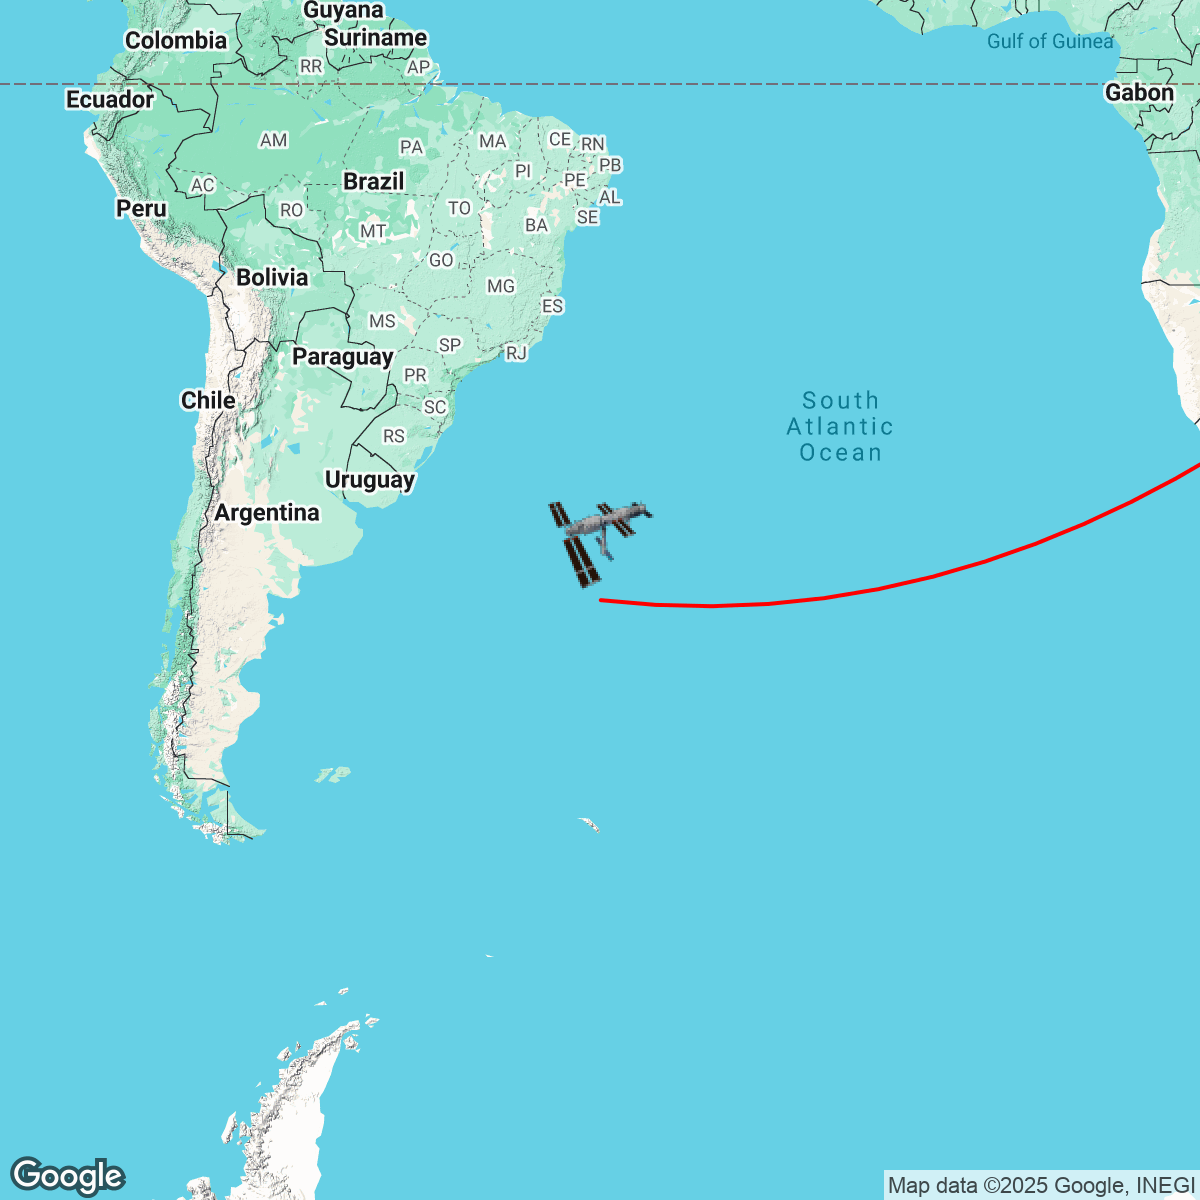 Guyana
Colombia
Suriname
Gulf of Guinea
RR
AP
Ecuador
Gabon
AM
PA
MA
CE
RN
PI
PB
Brazil
PE
AC
AL
Peru
RO
TO
SE
MT
BA
GO
Bolivia
MG
ES
MS
SP
RJ
Paraguay
PR
Chile
SC
South
Atlantic
Ocean
RS
Uruguay
Argentina
Google
Map data ©2025 Google, INEGI